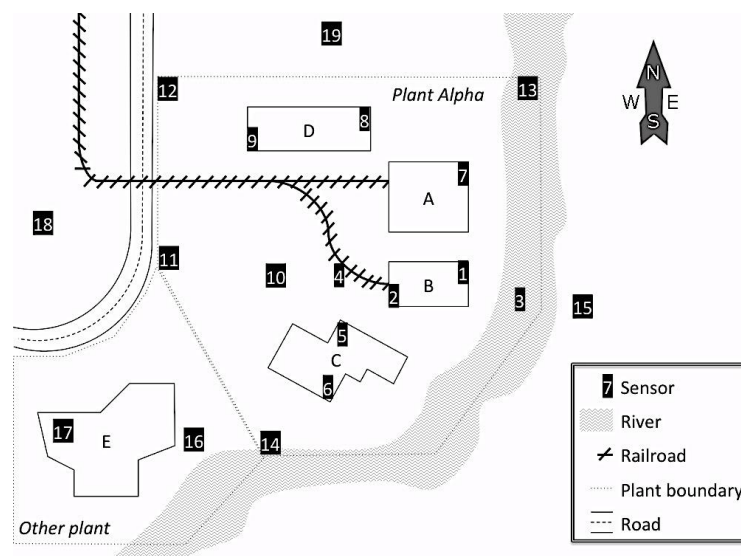 19
12
Plant Alpha
13
N
W E
S
D
8
9
7
A
18
11
10
4
1
B
2
3
15
5
C
6
7 Sensor
River
Railroad
Plant boundary
Road
17
E
16
14
Other plant